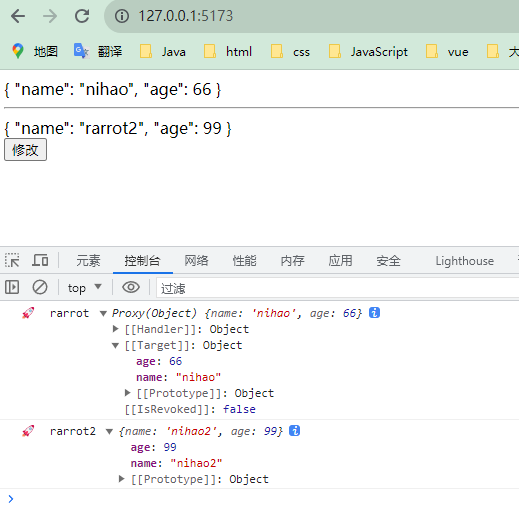 127.0.0.1:5173
地图 翻译 Java html css JavaScript vue 大
{ "name": "nihao", "age": 66 }
{ "name": "rarrot2", "age": 99 }
修改
元素 控制台 网络 性能 内存 应用 安全 Lighthouse
top 过滤
🚀 rarrot ▼ Proxy(Object) {name: 'nihao', age: 66} i
▶ [[Handler]]: Object
▼ [[Target]]: Object
age: 66
name: "nihao"
▶ [[Prototype]]: Object
[[IsRevoked]]: false
🚀 rarrot2 ▼ {name: 'nihao2', age: 99} i
age: 99
name: "nihao2"
▶ [[Prototype]]: Object
>